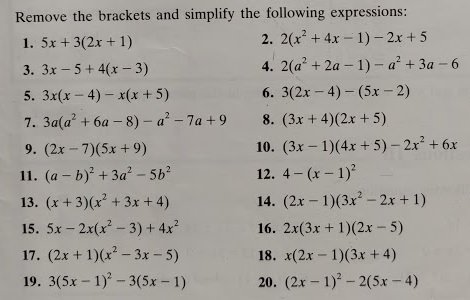 Remove the brackets and simplify the following expressions:
1. 5x + 3(2x + 1) 2. 2(x² + 4x − 1) − 2x + 5
3. 3x − 5 + 4(x − 3) 4. 2(a² + 2a − 1) − a² + 3a − 6
5. 3x(x − 4) − x(x + 5) 6. 3(2x − 4) − (5x − 2)
7. 3a(a² + 6a − 8) − a² − 7a + 9 8. (3x + 4)(2x + 5)
9. (2x − 7)(5x + 9) 10. (3x − 1)(4x + 5) − 2x² + 6x
11. (a − b)² + 3a² − 5b² 12. 4 − (x − 1)²
13. (x + 3)(x² + 3x + 4) 14. (2x − 1)(3x² − 2x + 1)
15. 5x − 2x(x² − 3) + 4x² 16. 2x(3x + 1)(2x − 5)
17. (2x + 1)(x² − 3x − 5) 18. x(2x − 1)(3x + 4)
19. 3(5x − 1)² − 3(5x − 1) 20. (2x − 1)² − 2(5x − 4)